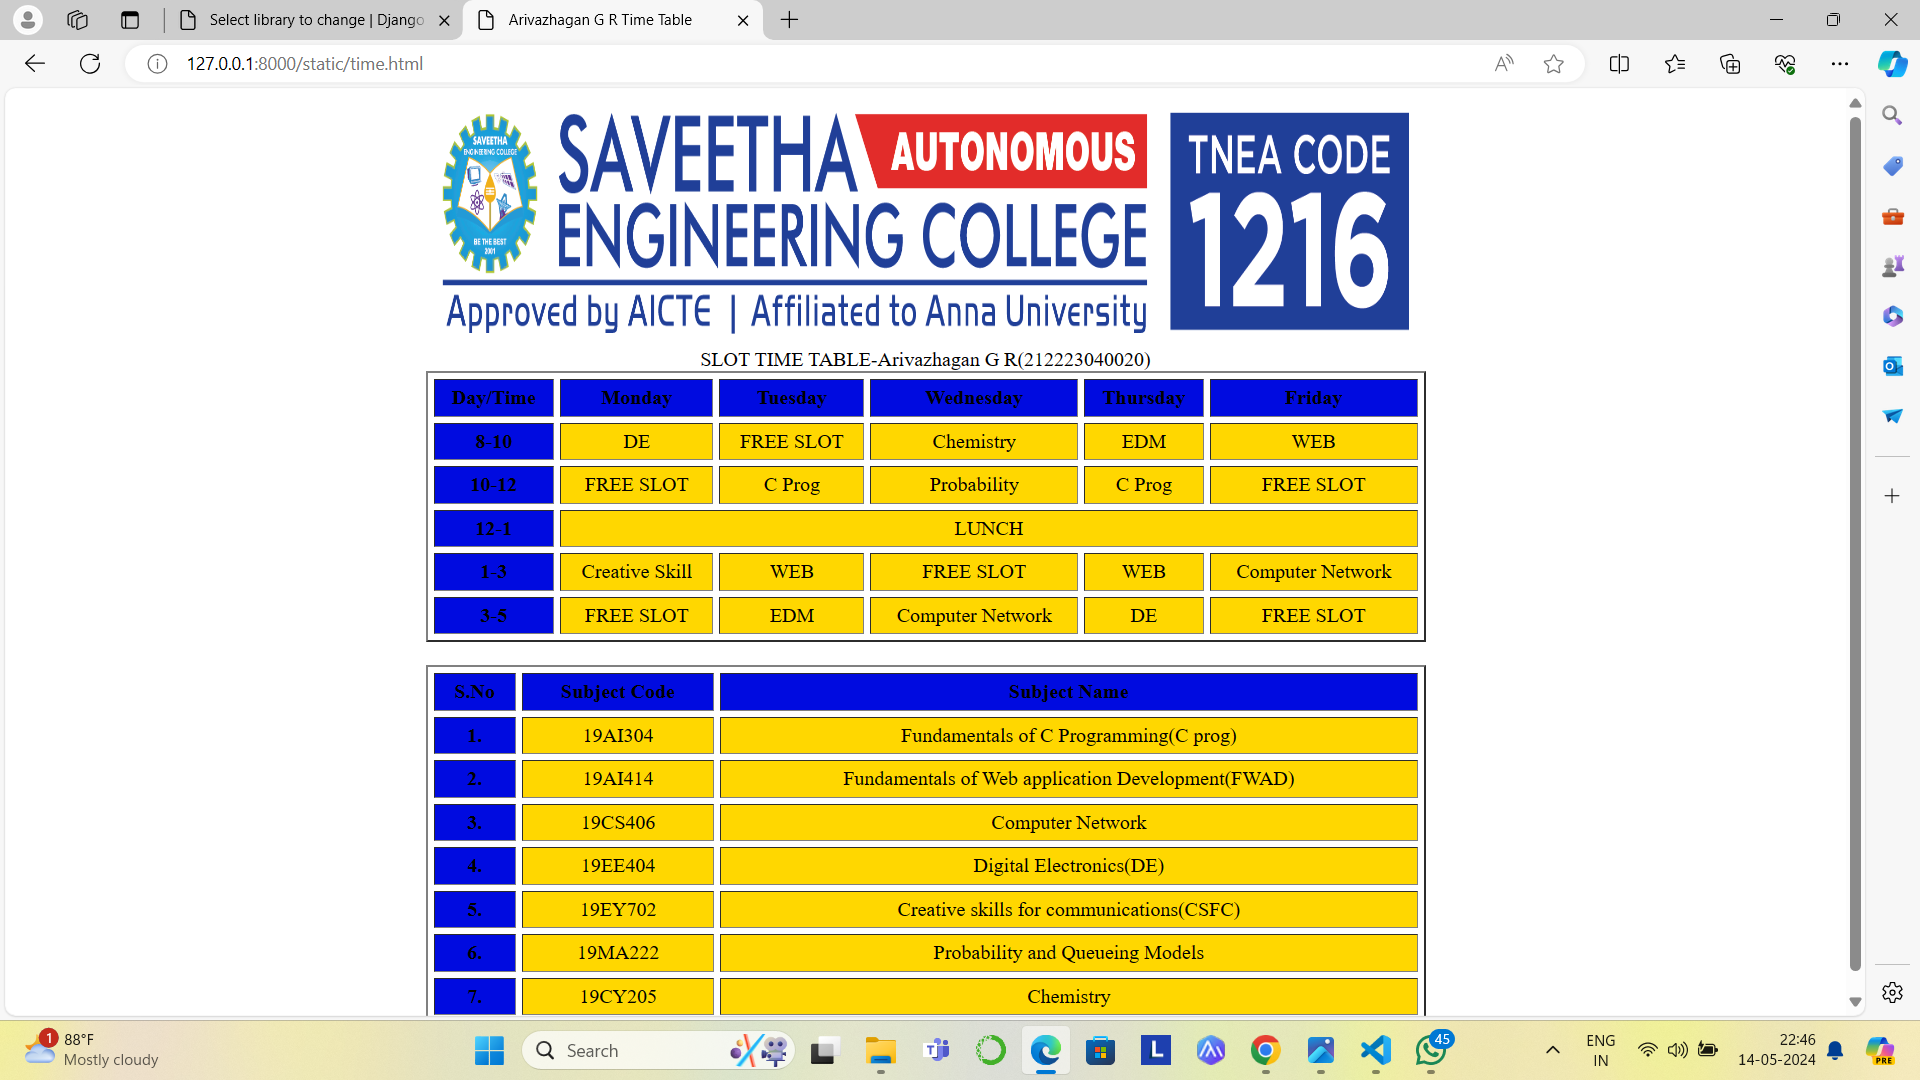 Select library to change | Django
Arivazhagan G R Time Table
127.0.0.1:8000/static/time.html
SAVEETHA
ENGINEERING COLLEGE
BE THE BEST
2001
SAVEETHA AUTONOMOUS
ENGINEERING COLLEGE
Approved by AICTE | Affiliated to Anna University
TNEA CODE
1216
SLOT TIME TABLE-Arivazhagan G R(212223040020)
Day/Time Monday Tuesday Wednesday Thursday Friday
8-10 DE FREE SLOT Chemistry EDM WEB
10-12 FREE SLOT C Prog Probability C Prog FREE SLOT
12-1 LUNCH
1-3 Creative Skill WEB FREE SLOT WEB Computer Network
3-5 FREE SLOT EDM Computer Network DE FREE SLOT
S.No Subject Code Subject Name
1. 19AI304 Fundamentals of C Programming(C prog)
2. 19AI414 Fundamentals of Web application Development(FWAD)
3. 19CS406 Computer Network
4. 19EE404 Digital Electronics(DE)
5. 19EY702 Creative skills for communications(CSFC)
6. 19MA222 Probability and Queueing Models
7. 19CY205 Chemistry
1
88°F
Mostly cloudy
Search
45
ENG
IN
22:46
14-05-2024
PRE